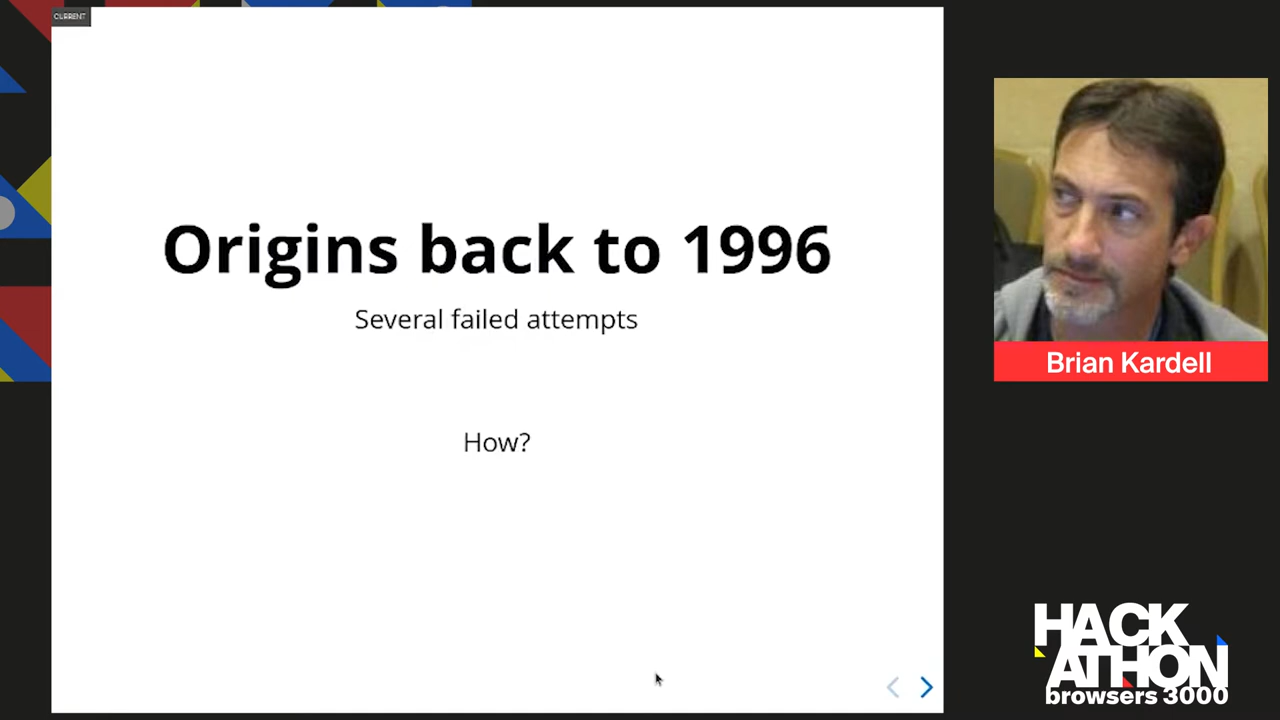 CURRENT
Origins back to 1996
Several failed attempts
How?
Brian Kardell
HACK
ATHON
browsers 3000